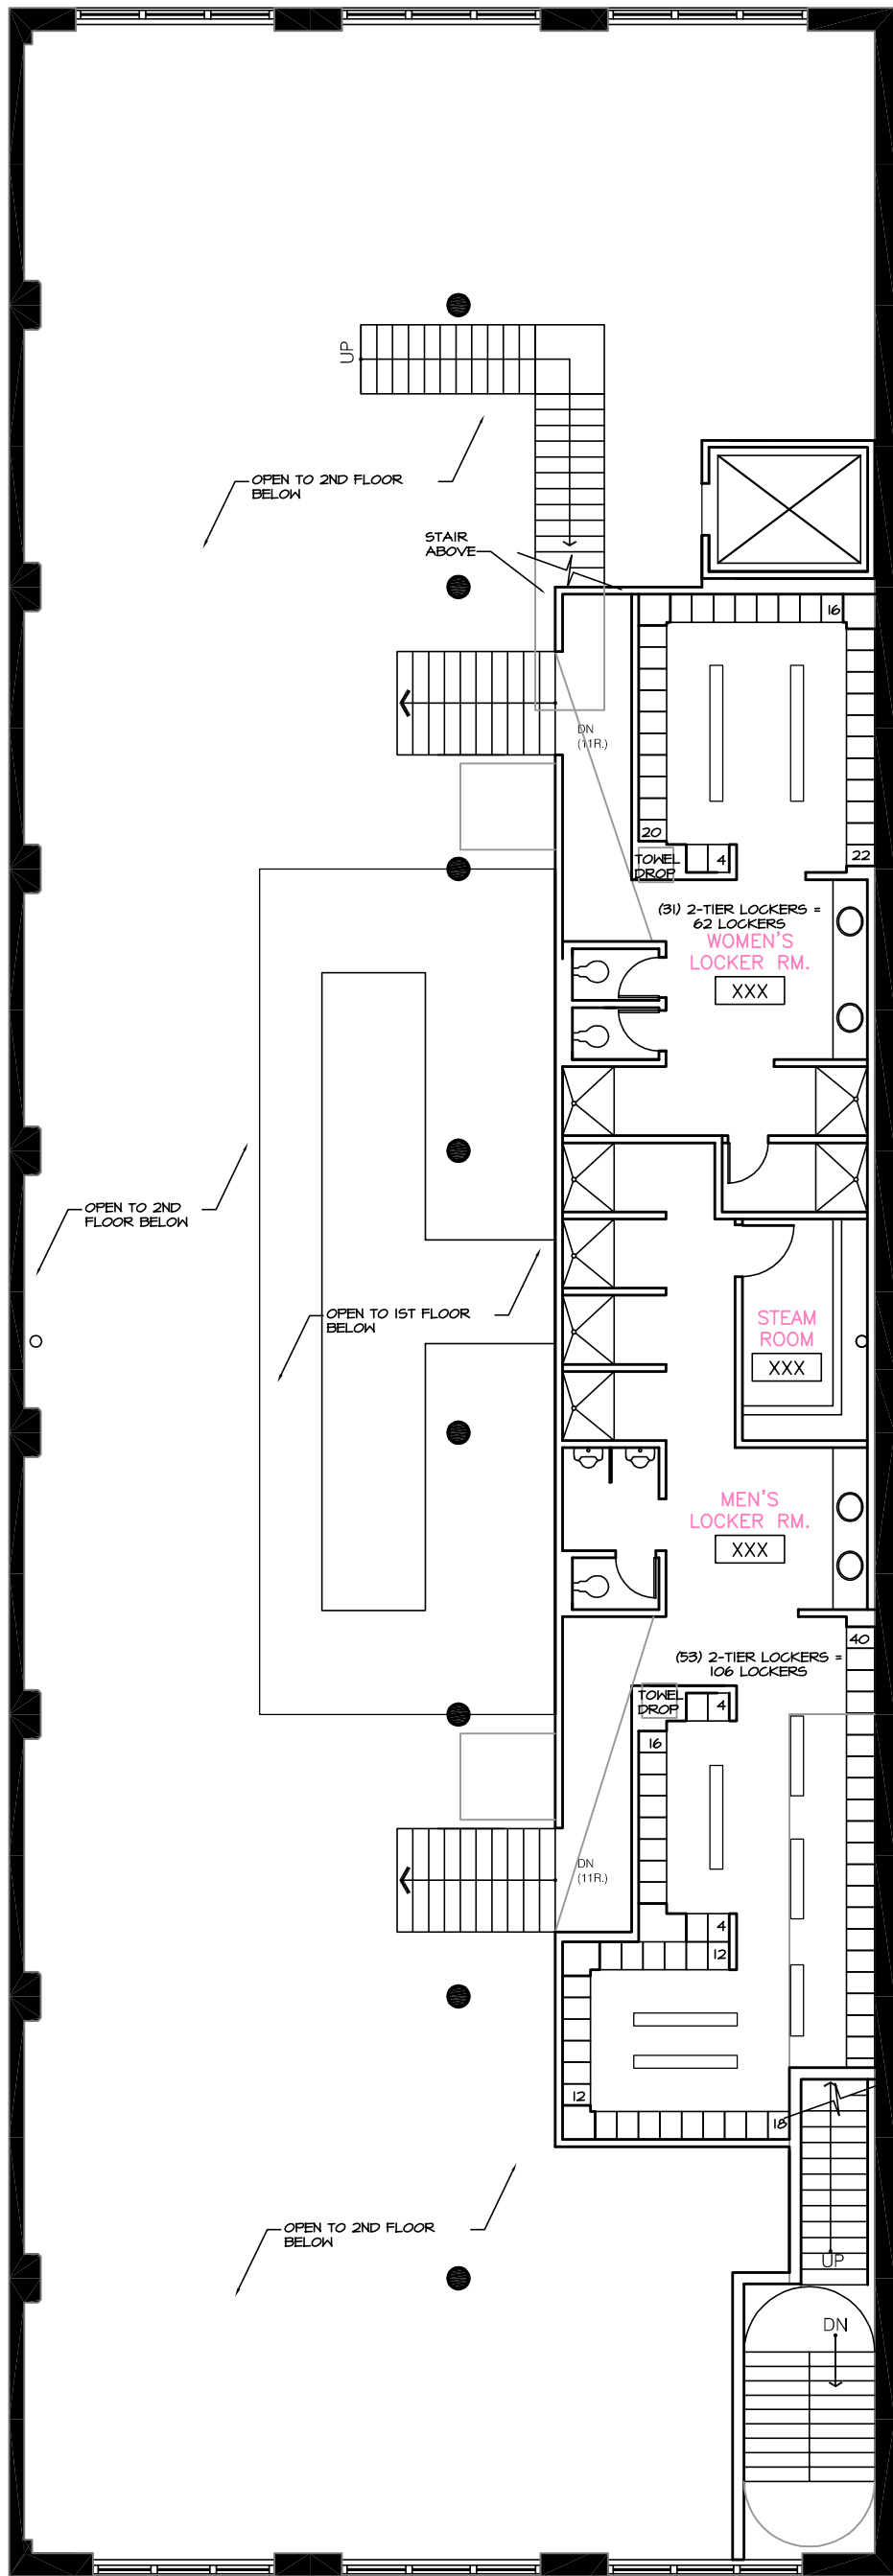 UP
OPEN TO 2ND FLOOR
BELOW
STAIR
ABOVE
16
DN
(11R.)
20
TOWEL
DROP
4
22
(31) 2-TIER LOCKERS =
62 LOCKERS
WOMEN'S
LOCKER RM.
XXX
OPEN TO 2ND
FLOOR BELOW
OPEN TO 1ST FLOOR
BELOW
STEAM
ROOM
XXX
MEN'S
LOCKER RM.
XXX
40
(53) 2-TIER LOCKERS =
106 LOCKERS
TOWEL
DROP
4
16
DN
(11R.)
4
12
12
18
OPEN TO 2ND FLOOR
BELOW
UP
DN